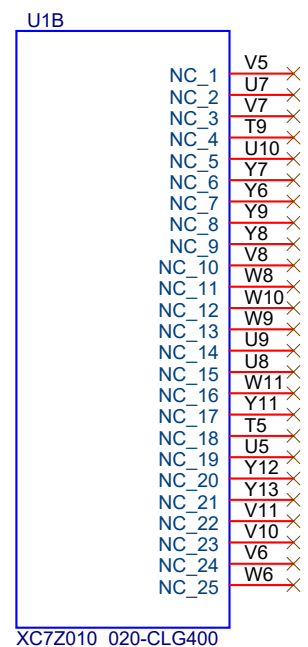 U1B
NC_1 V5
NC_2 U7
NC_3 V7
NC_4 T9
NC_5 U10
NC_6 Y7
NC_7 Y6
NC_8 Y9
NC_9 Y8
NC_10 V8
NC_11 W8
NC_12 W10
NC_13 W9
NC_14 U9
NC_15 U8
NC_16 W11
NC_17 Y11
NC_18 T5
NC_19 U5
NC_20 Y12
NC_21 Y13
NC_22 V11
NC_23 V10
NC_24 V6
NC_25 W6
XC7Z010_020-CLG400